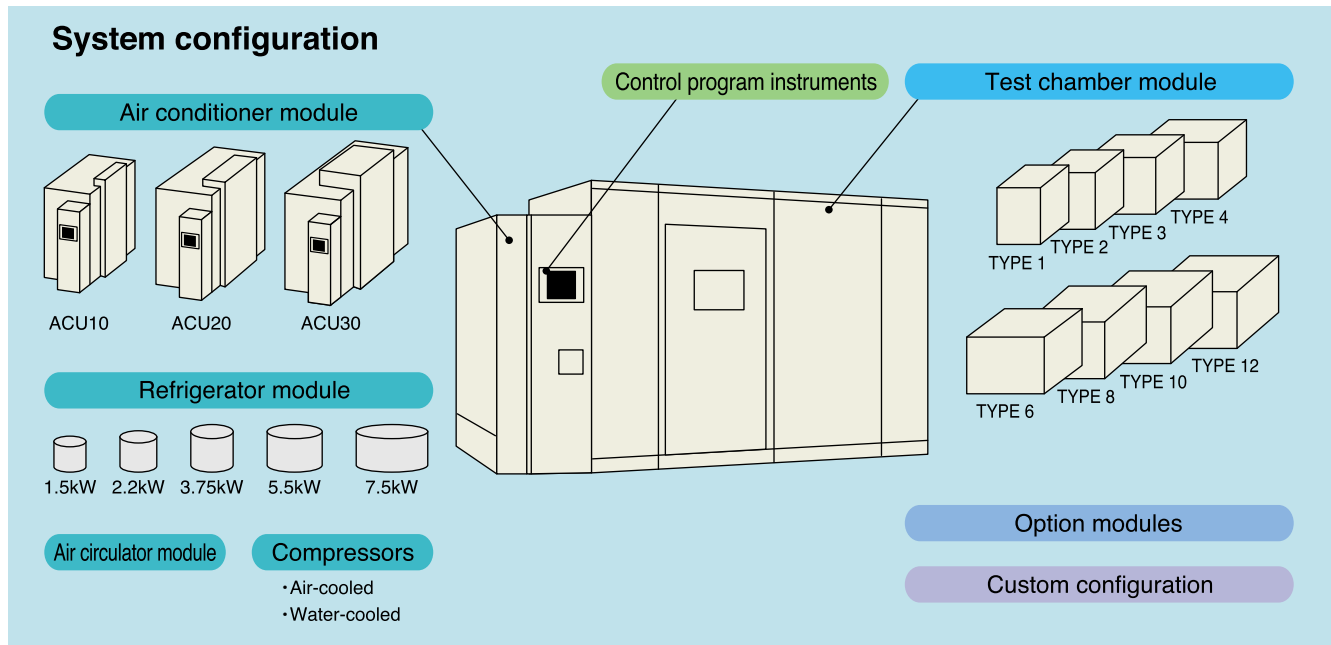 System configuration
Control program instruments
Test chamber module
Air conditioner module
ACU10
ACU20
ACU30
TYPE 1
TYPE 2
TYPE 3
TYPE 4
TYPE 6
TYPE 8
TYPE 10
TYPE 12
Refrigerator module
1.5kW
2.2kW
3.75kW
5.5kW
7.5kW
Air circulator module
Compressors
・Air-cooled
・Water-cooled
Option modules
Custom configuration